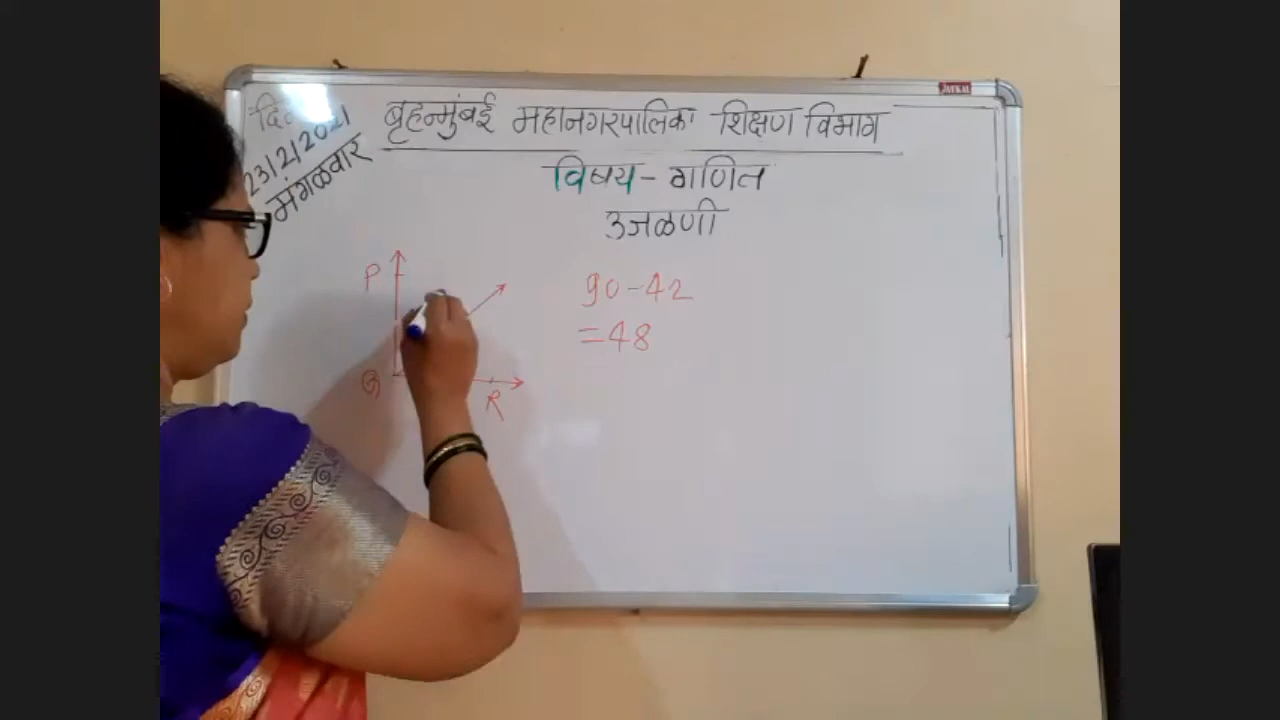 23/2/2021
मंगळवार
बृहन्मुंबई महानगरपालिका शिक्षण विभाग
विषय - गणित
उजळणी
P
Q
R
90-42
=48